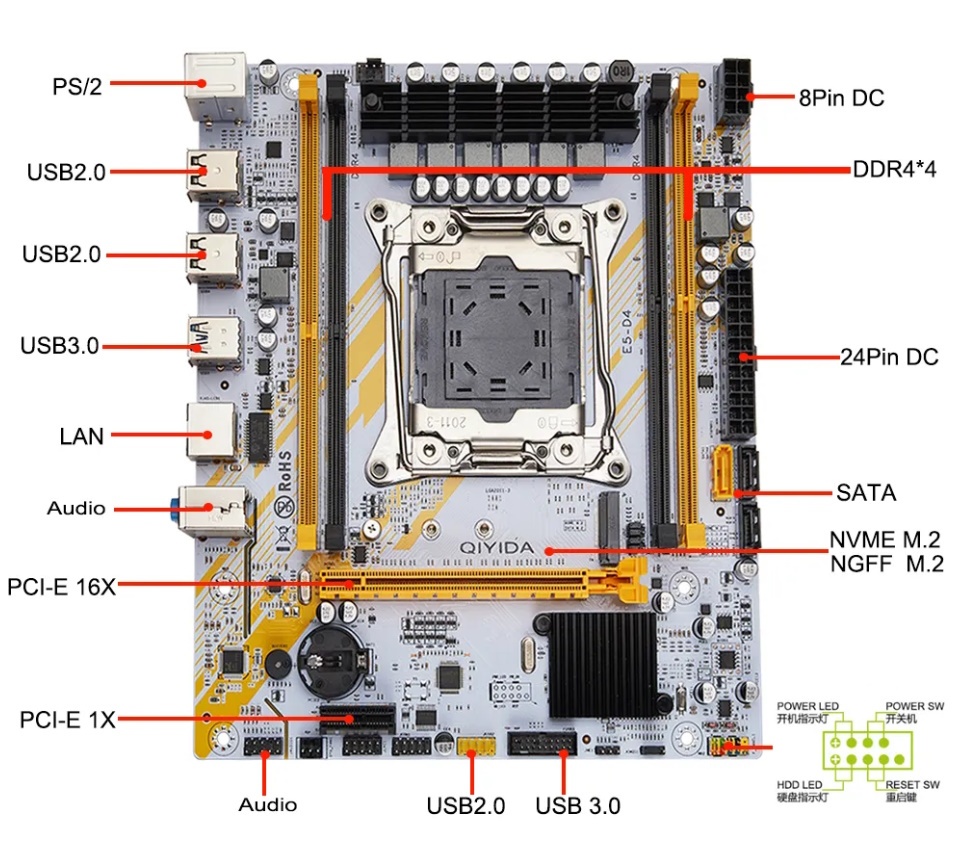 PS/2
8Pin DC
USB2.0
DDR4*4
USB2.0
USB3.0
24Pin DC
LAN
Audio
SATA
NVME M.2
NGFF M.2
PCI-E 16X
PCI-E 1X
Audio
USB2.0
USB 3.0
POWER LED
开机指示灯
POWER SW
开关机
HDD LED
硬盘指示灯
RESET SW
重启键
1R0
DDR4
DDR4
E5-D4
2011-3
RoHS
QIYIDA